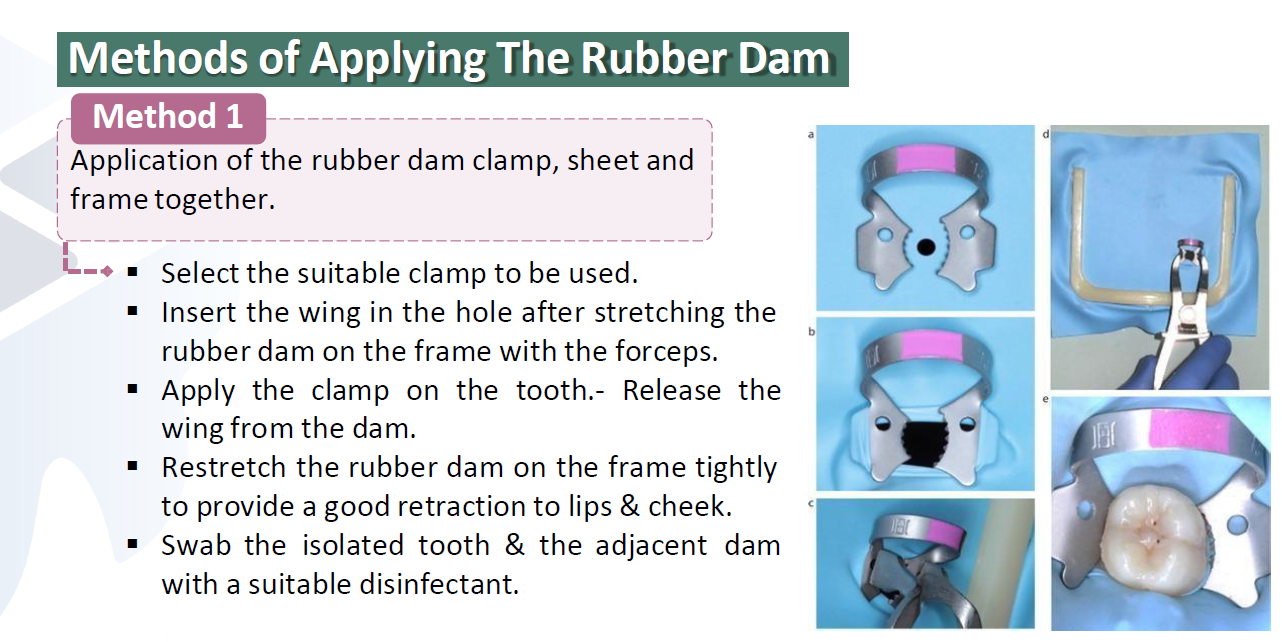 Methods of Applying The Rubber Dam
Method 1
Application of the rubber dam clamp, sheet and
frame together.
▪ Select the suitable clamp to be used.
▪ Insert the wing in the hole after stretching the
rubber dam on the frame with the forceps.
▪ Apply the clamp on the tooth.- Release the
wing from the dam.
▪ Restretch the rubber dam on the frame tightly
to provide a good retraction to lips & cheek.
▪ Swab the isolated tooth & the adjacent dam
with a suitable disinfectant.
a
b
c
d
e